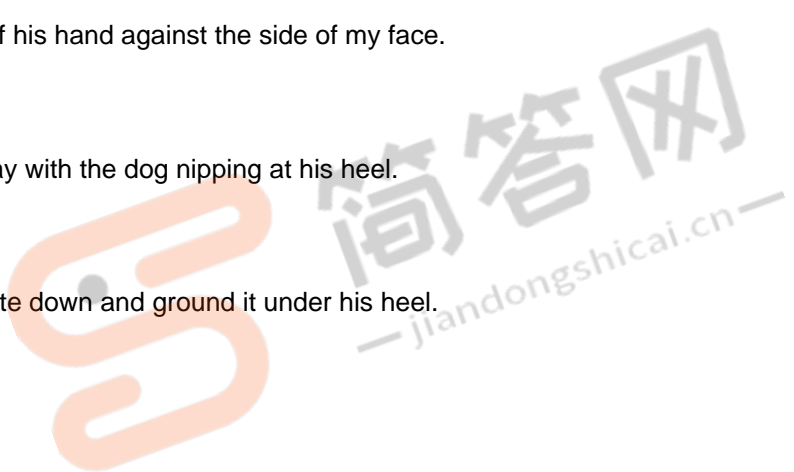 f his hand against the side of my face.
简答网
ay with the dog nipping at his heel.
jiandongshicai.cn
te down and ground it under his heel.